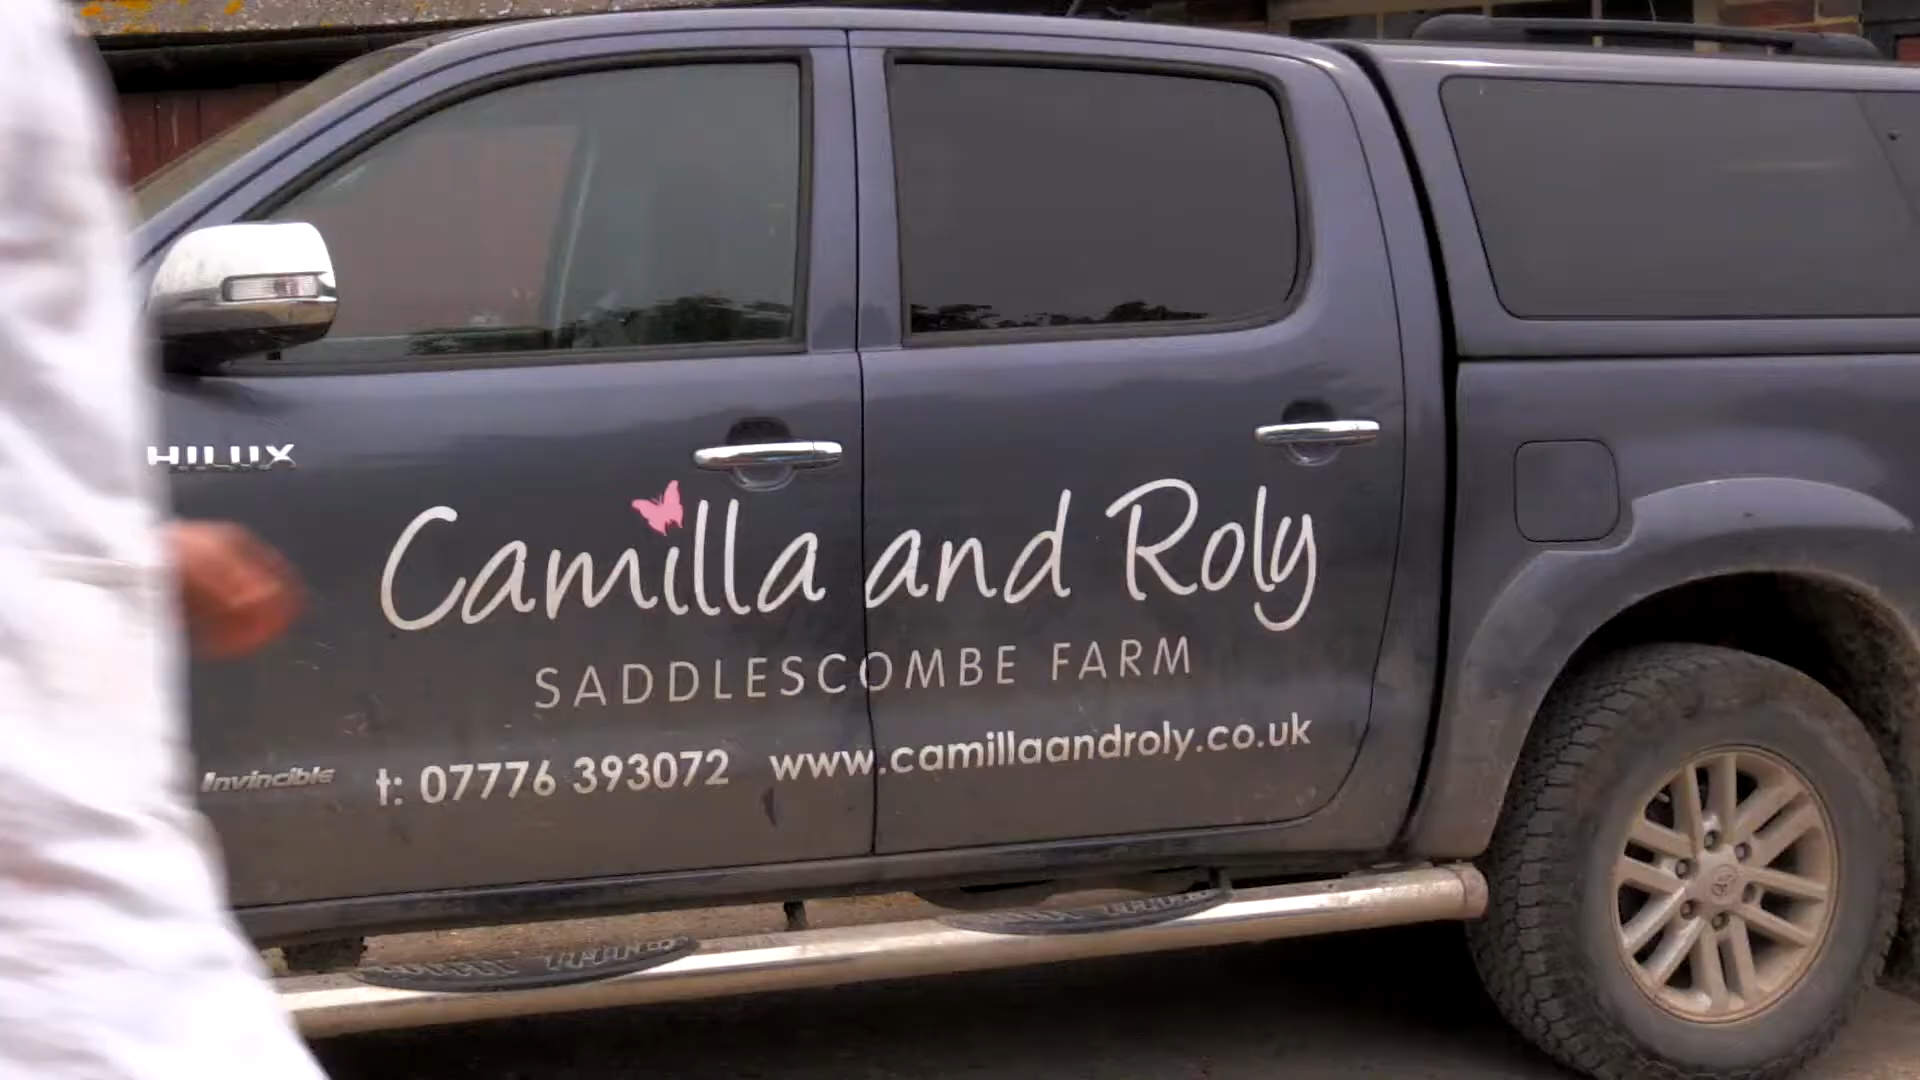 HILUX
Camilla and Roly
SADDLESCOMBE FARM
Invincible
t: 07776 393072 www.camillaandroly.co.uk